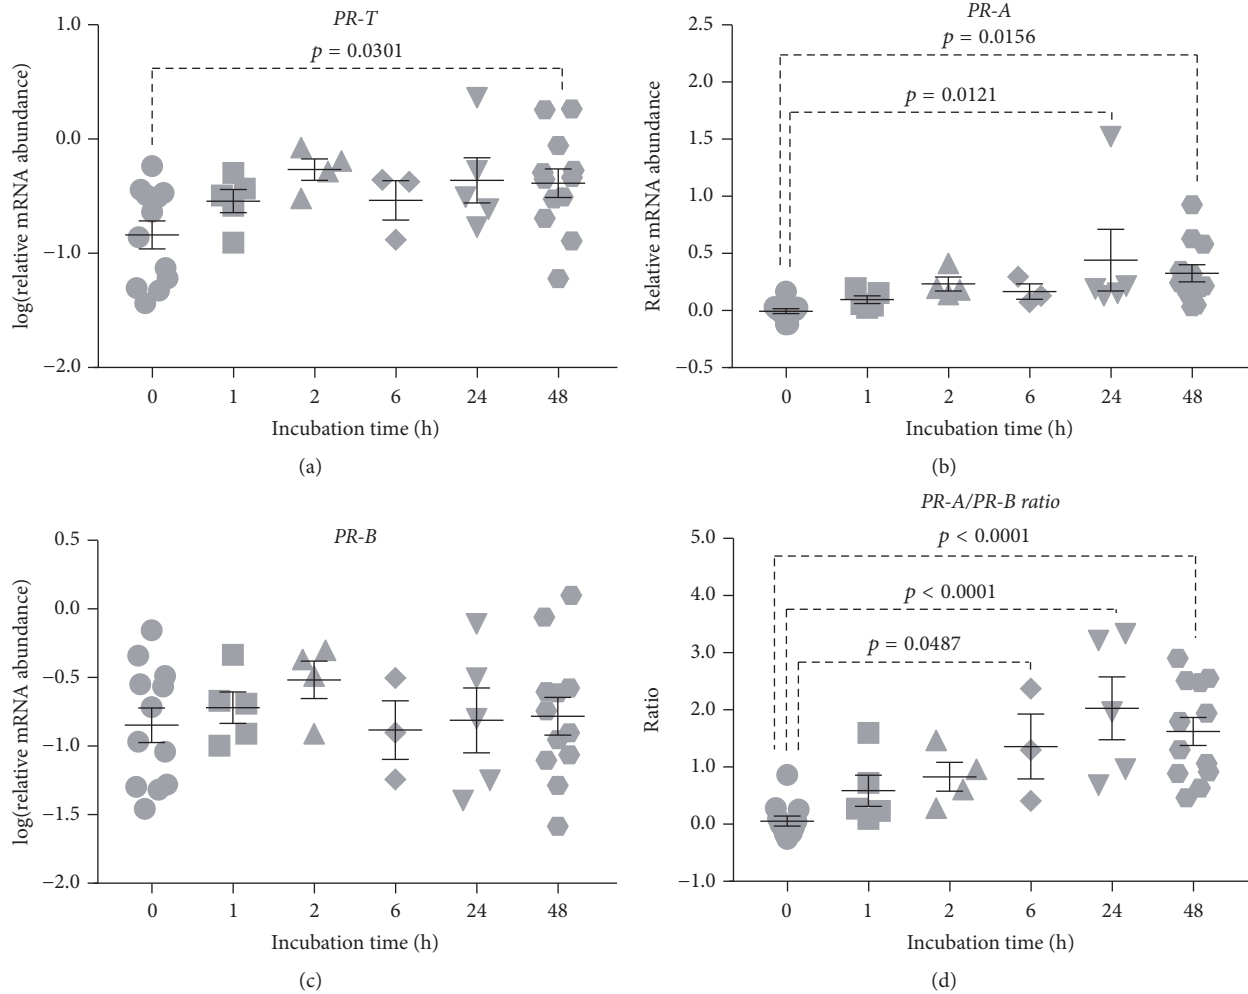 PR-T
p = 0.0301
log(relative mRNA abundance)
1.0
0.0
−1.0
−2.0
0 1 2 6 24 48
Incubation time (h)
(a)
PR-A
p = 0.0156
p = 0.0121
Relative mRNA abundance
2.5
2.0
1.5
1.0
0.5
0.0
−0.5
0 1 2 6 24 48
Incubation time (h)
(b)
PR-B
log(relative mRNA abundance)
0.5
0.0
−0.5
−1.0
−1.5
−2.0
0 1 2 6 24 48
Incubation time (h)
(c)
PR-A/PR-B ratio
p < 0.0001
p < 0.0001
p = 0.0487
Ratio
5.0
4.0
3.0
2.0
1.0
0.0
−1.0
0 1 2 6 24 48
Incubation time (h)
(d)